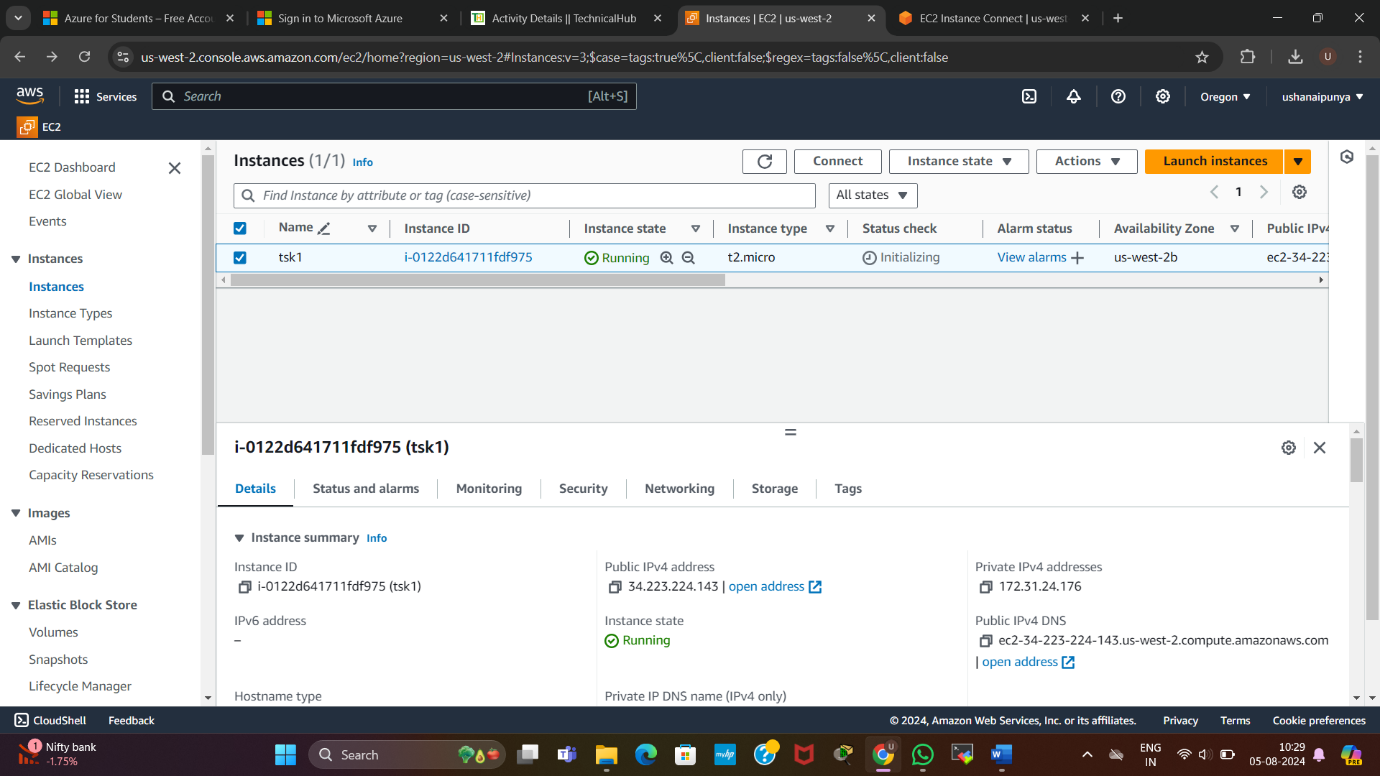 Azure for Students – Free Accou
Sign in to Microsoft Azure
Activity Details || TechnicalHub
Instances | EC2 | us-west-2
EC2 Instance Connect | us-west
us-west-2.console.aws.amazon.com/ec2/home?region=us-west-2#Instances:v=3;$case=tags:true%5C,client:false;$regex=tags:false%5C,client:false
U
aws
Services
Search
[Alt+S]
Oregon
ushanaipunya
EC2
EC2 Dashboard
EC2 Global View
Events
Instances
Instances
Instance Types
Launch Templates
Spot Requests
Savings Plans
Reserved Instances
Dedicated Hosts
Capacity Reservations
Images
AMIs
AMI Catalog
Elastic Block Store
Volumes
Snapshots
Lifecycle Manager
Instances (1/1) Info
Connect
Instance state
Actions
Launch instances
Find Instance by attribute or tag (case-sensitive)
All states
1
Name Instance ID Instance state Instance type Status check Alarm status Availability Zone Public IPv4
tsk1 i-0122d641711fdf975 Running t2.micro Initializing View alarms + us-west-2b ec2-34-223
i-0122d641711fdf975 (tsk1)
Details Status and alarms Monitoring Security Networking Storage Tags
Instance summary Info
Instance ID
i-0122d641711fdf975 (tsk1)
Public IPv4 address
34.223.224.143 | open address
Private IPv4 addresses
172.31.24.176
IPv6 address
–
Instance state
Running
Public IPv4 DNS
ec2-34-223-224-143.us-west-2.compute.amazonaws.com
| open address
Hostname type
Private IP DNS name (IPv4 only)
CloudShell Feedback
© 2024, Amazon Web Services, Inc. or its affiliates. Privacy Terms Cookie preferences
1
Nifty bank
-1.75%
Search
U
ENG
IN
10:29
05-08-2024
PRE